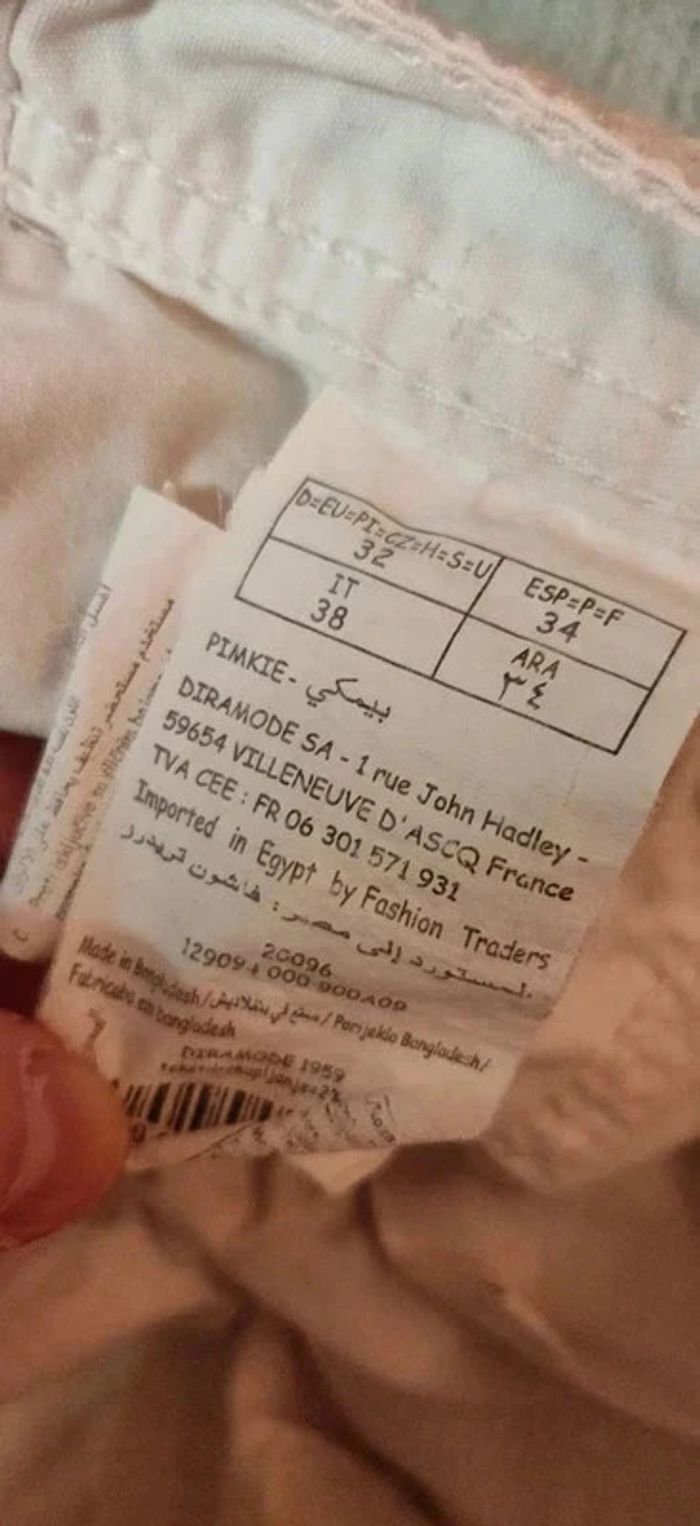 D=EU=PI=CZ=H=S=U
32
ESP=P=F
34
IT
38
ARA
٣٤
PIMKIE - بيمكي
DIRAMODE SA - 1 rue John Hadley -
59654 VILLENEUVE D'ASCQ France
TVA CEE : FR 06 301 571 931
Imported in Egypt by Fashion Traders
المستورد إلى مصر : فاشون تريدرز
20096
12909+ 000 900A09
Made in Bangladesh / صنع في بنغلاديش / Porijeklo Bangladesh /
Fabricado en bangladesh
DIRAMODE 1959